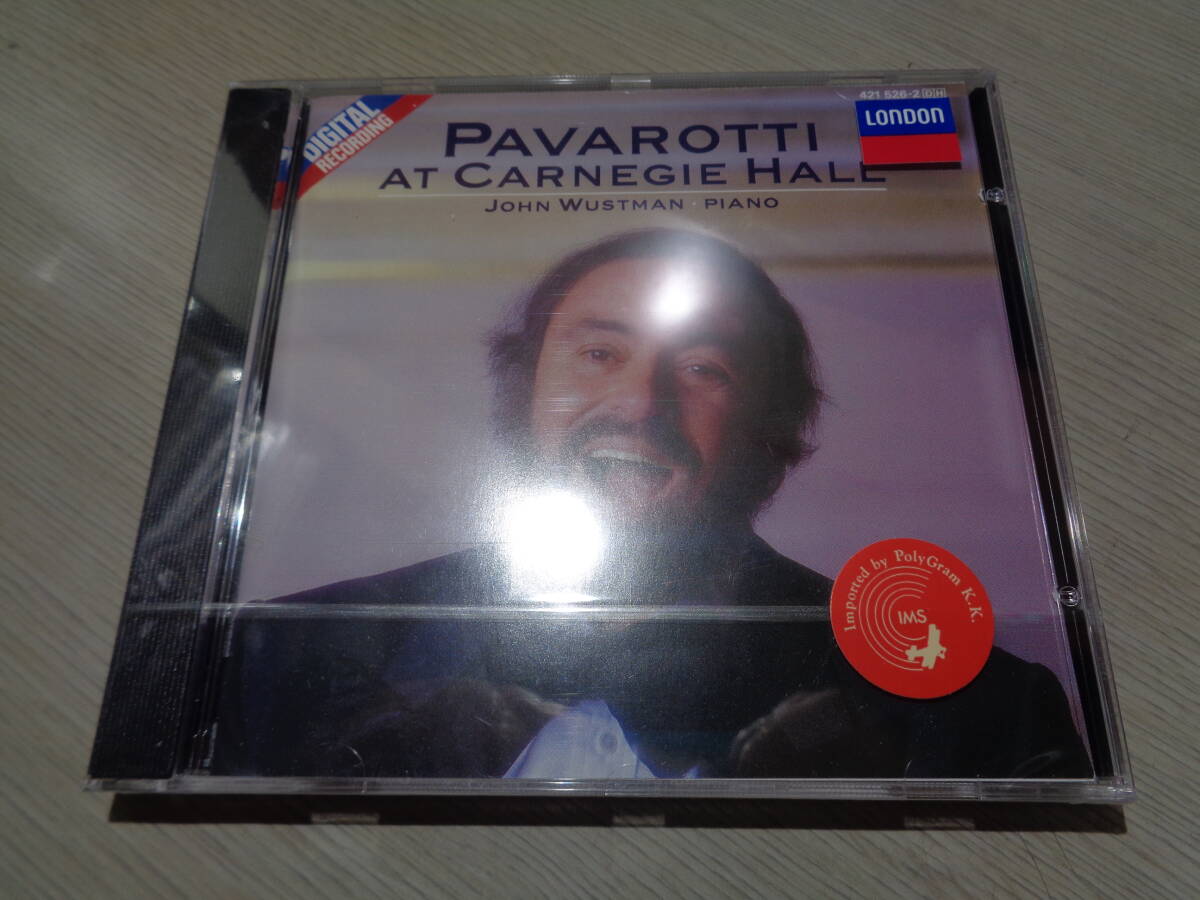 421 526-2 DH
LONDON
DIGITAL
RECORDING
PAVAROTTI
AT CARNEGIE HALL
JOHN WUSTMAN · PIANO
Imported by PolyGram K.K.
IMS